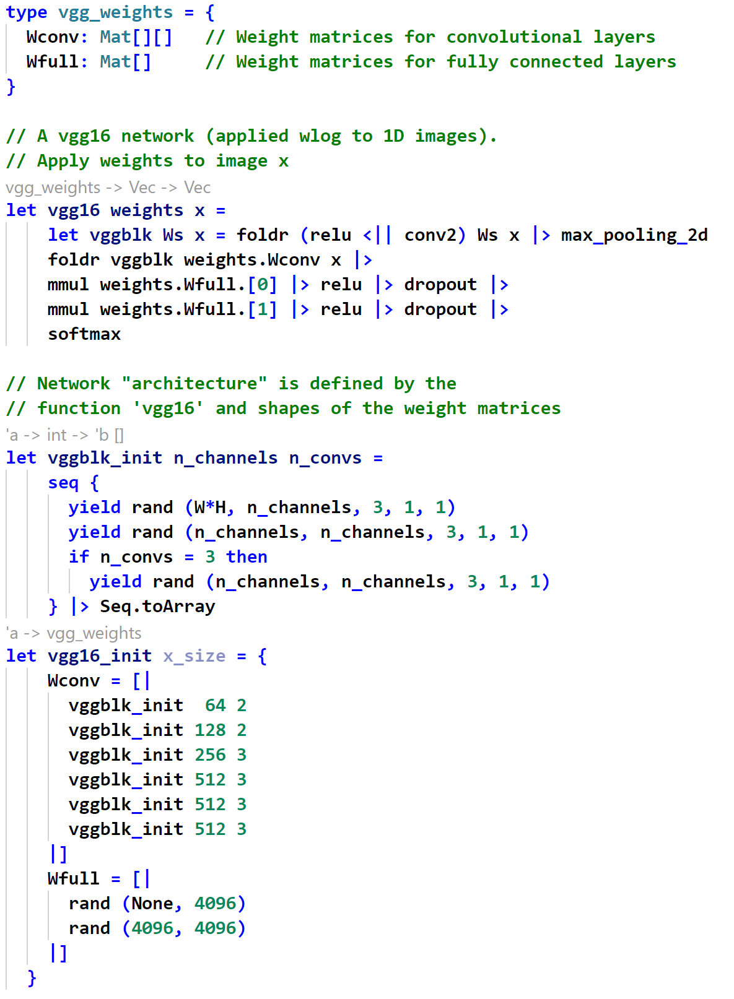 type vgg_weights = {
  Wconv: Mat[][]   // Weight matrices for convolutional layers
  Wfull: Mat[]     // Weight matrices for fully connected layers
}

// A vgg16 network (applied wlog to 1D images).
// Apply weights to image x
vgg_weights -> Vec -> Vec
let vgg16 weights x =
    let vggblk Ws x = foldr (relu <|| conv2) Ws x |> max_pooling_2d
    foldr vggblk weights.Wconv x |>
    mmul weights.Wfull.[0] |> relu |> dropout |>
    mmul weights.Wfull.[1] |> relu |> dropout |>
    softmax

// Network "architecture" is defined by the
// function 'vgg16' and shapes of the weight matrices
'a -> int -> 'b []
let vggblk_init n_channels n_convs =
    seq {
      yield rand (W*H, n_channels, 3, 1, 1)
      yield rand (n_channels, n_channels, 3, 1, 1)
      if n_convs = 3 then
        yield rand (n_channels, n_channels, 3, 1, 1)
    } |> Seq.toArray
'a -> vgg_weights
let vgg16_init x_size = {
    Wconv = [|
      vggblk_init  64 2
      vggblk_init 128 2
      vggblk_init 256 3
      vggblk_init 512 3
      vggblk_init 512 3
      vggblk_init 512 3
    |]
    Wfull = [|
      rand (None, 4096)
      rand (4096, 4096)
    |]
  }